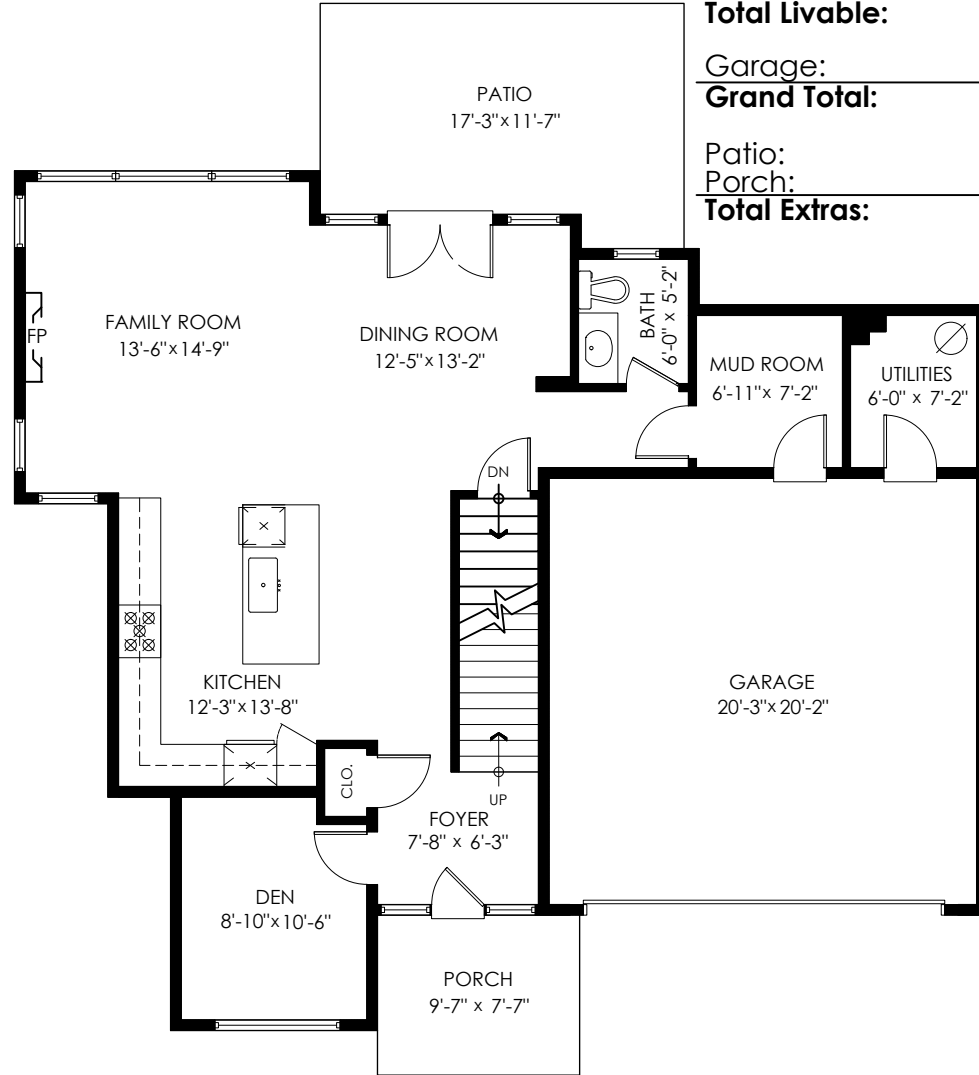 Total Livable:
Garage:
Grand Total:
Patio:
Porch:
Total Extras:
PATIO
17'-3"x11'-7"
FAMILY ROOM
13'-6"x14'-9"
FP
DINING ROOM
12'-5"x13'-2"
BATH
6'-0" x 5'-2"
MUD ROOM
6'-11"x 7'-2"
UTILITIES
6'-0" x 7'-2"
DN
KITCHEN
12'-3"x13'-8"
GARAGE
20'-3"x20'-2"
CLO.
UP
FOYER
7'-8" x 6'-3"
DEN
8'-10"x10'-6"
PORCH
9'-7" x 7'-7"